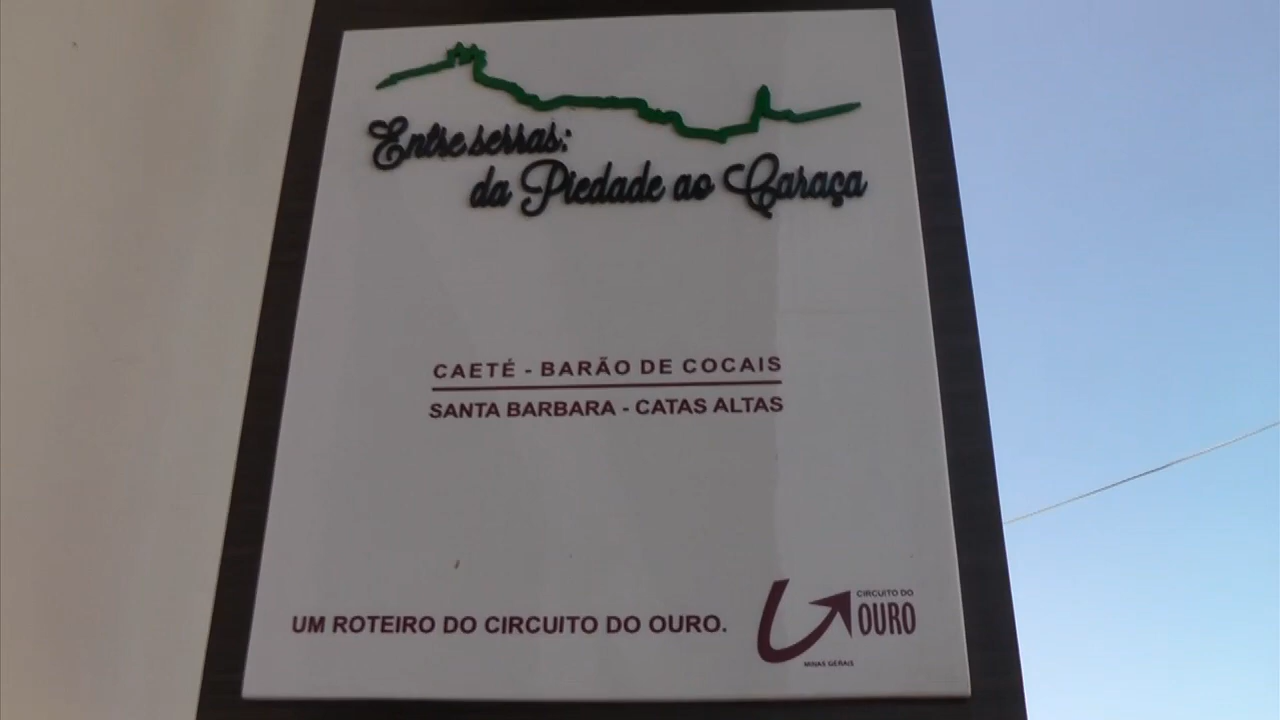 Entre serras:
da Piedade ao Caraça
CAETÉ - BARÃO DE COCAIS
SANTA BARBARA - CATAS ALTAS
UM ROTEIRO DO CIRCUITO DO OURO.
CIRCUITO DO
OURO
MINAS GERAIS